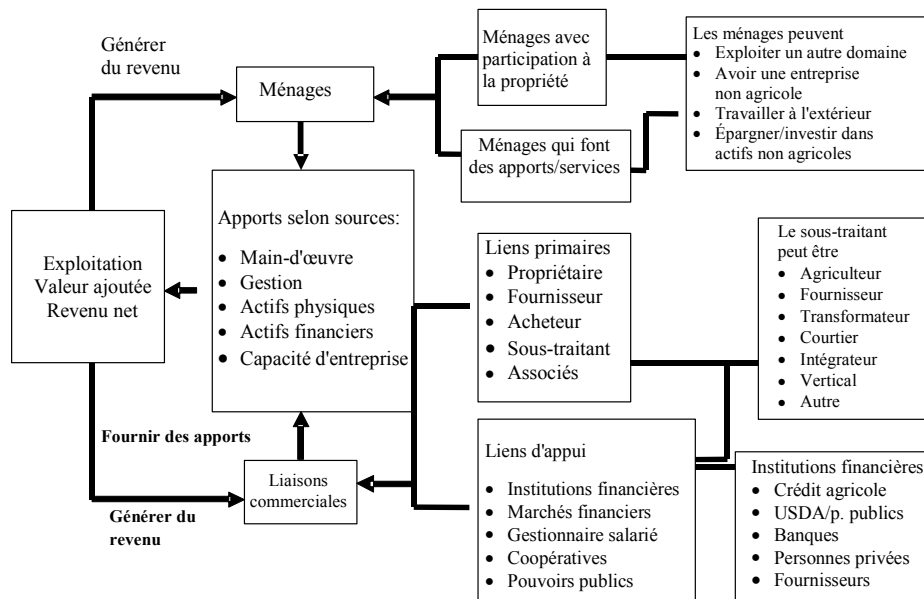 Générer
du revenu
Ménages
Ménages avec
participation à
la propriété
Ménages qui font
des apports/services
Les ménages peuvent
• Exploiter un autre domaine
• Avoir une entreprise
non agricole
• Travailler à l'extérieur
• Épargner/investir dans
actifs non agricoles
Exploitation
Valeur ajoutée
Revenu net
Apports selon sources:
• Main-d'œuvre
• Gestion
• Actifs physiques
• Actifs financiers
• Capacité d'entreprise
Liens primaires
• Propriétaire
• Fournisseur
• Acheteur
• Sous-traitant
• Associés
Le sous-traitant
peut être
• Agriculteur
• Fournisseur
• Transformateur
• Courtier
• Intégrateur
• Vertical
• Autre
Fournir des apports
Liaisons
commerciales
Générer du
revenu
Liens d'appui
• Institutions financières
• Marchés financiers
• Gestionnaire salarié
• Coopératives
• Pouvoirs publics
Institutions financières
• Crédit agricole
• USDA/p. publics
• Banques
• Personnes privées
• Fournisseurs